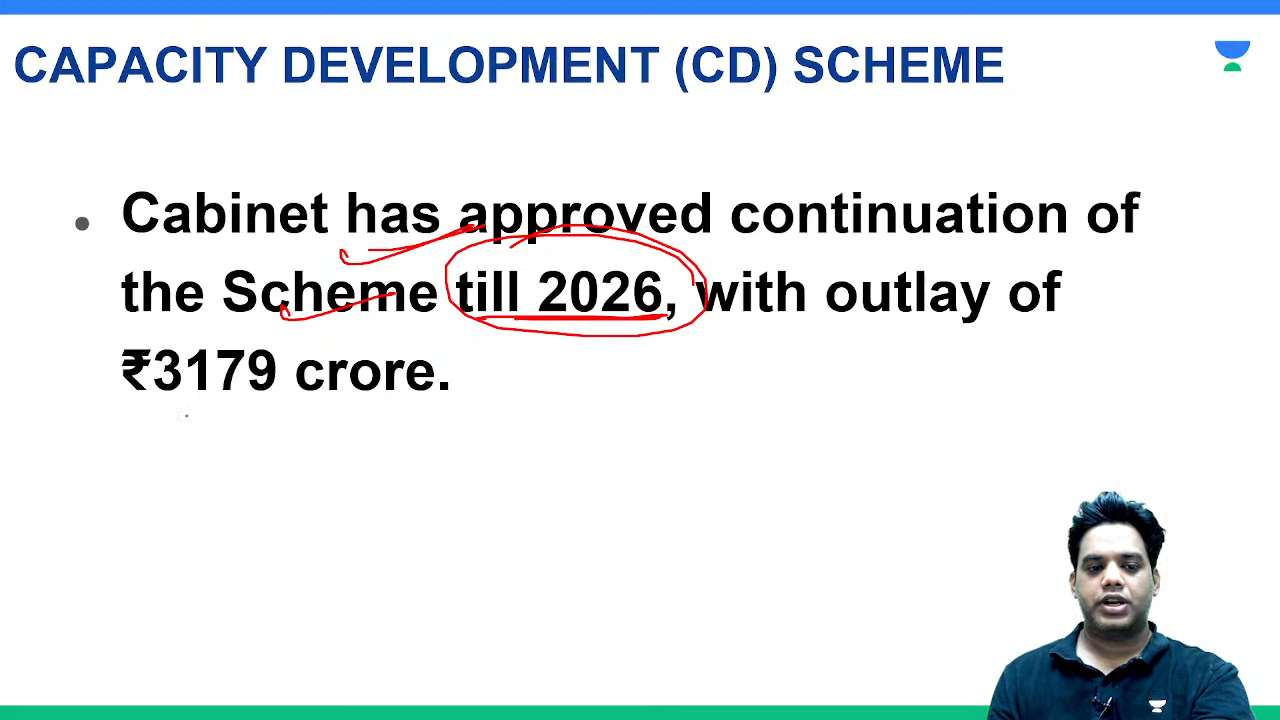 CAPACITY DEVELOPMENT (CD) SCHEME
• Cabinet has approved continuation of
the Scheme till 2026, with outlay of
₹3179 crore.